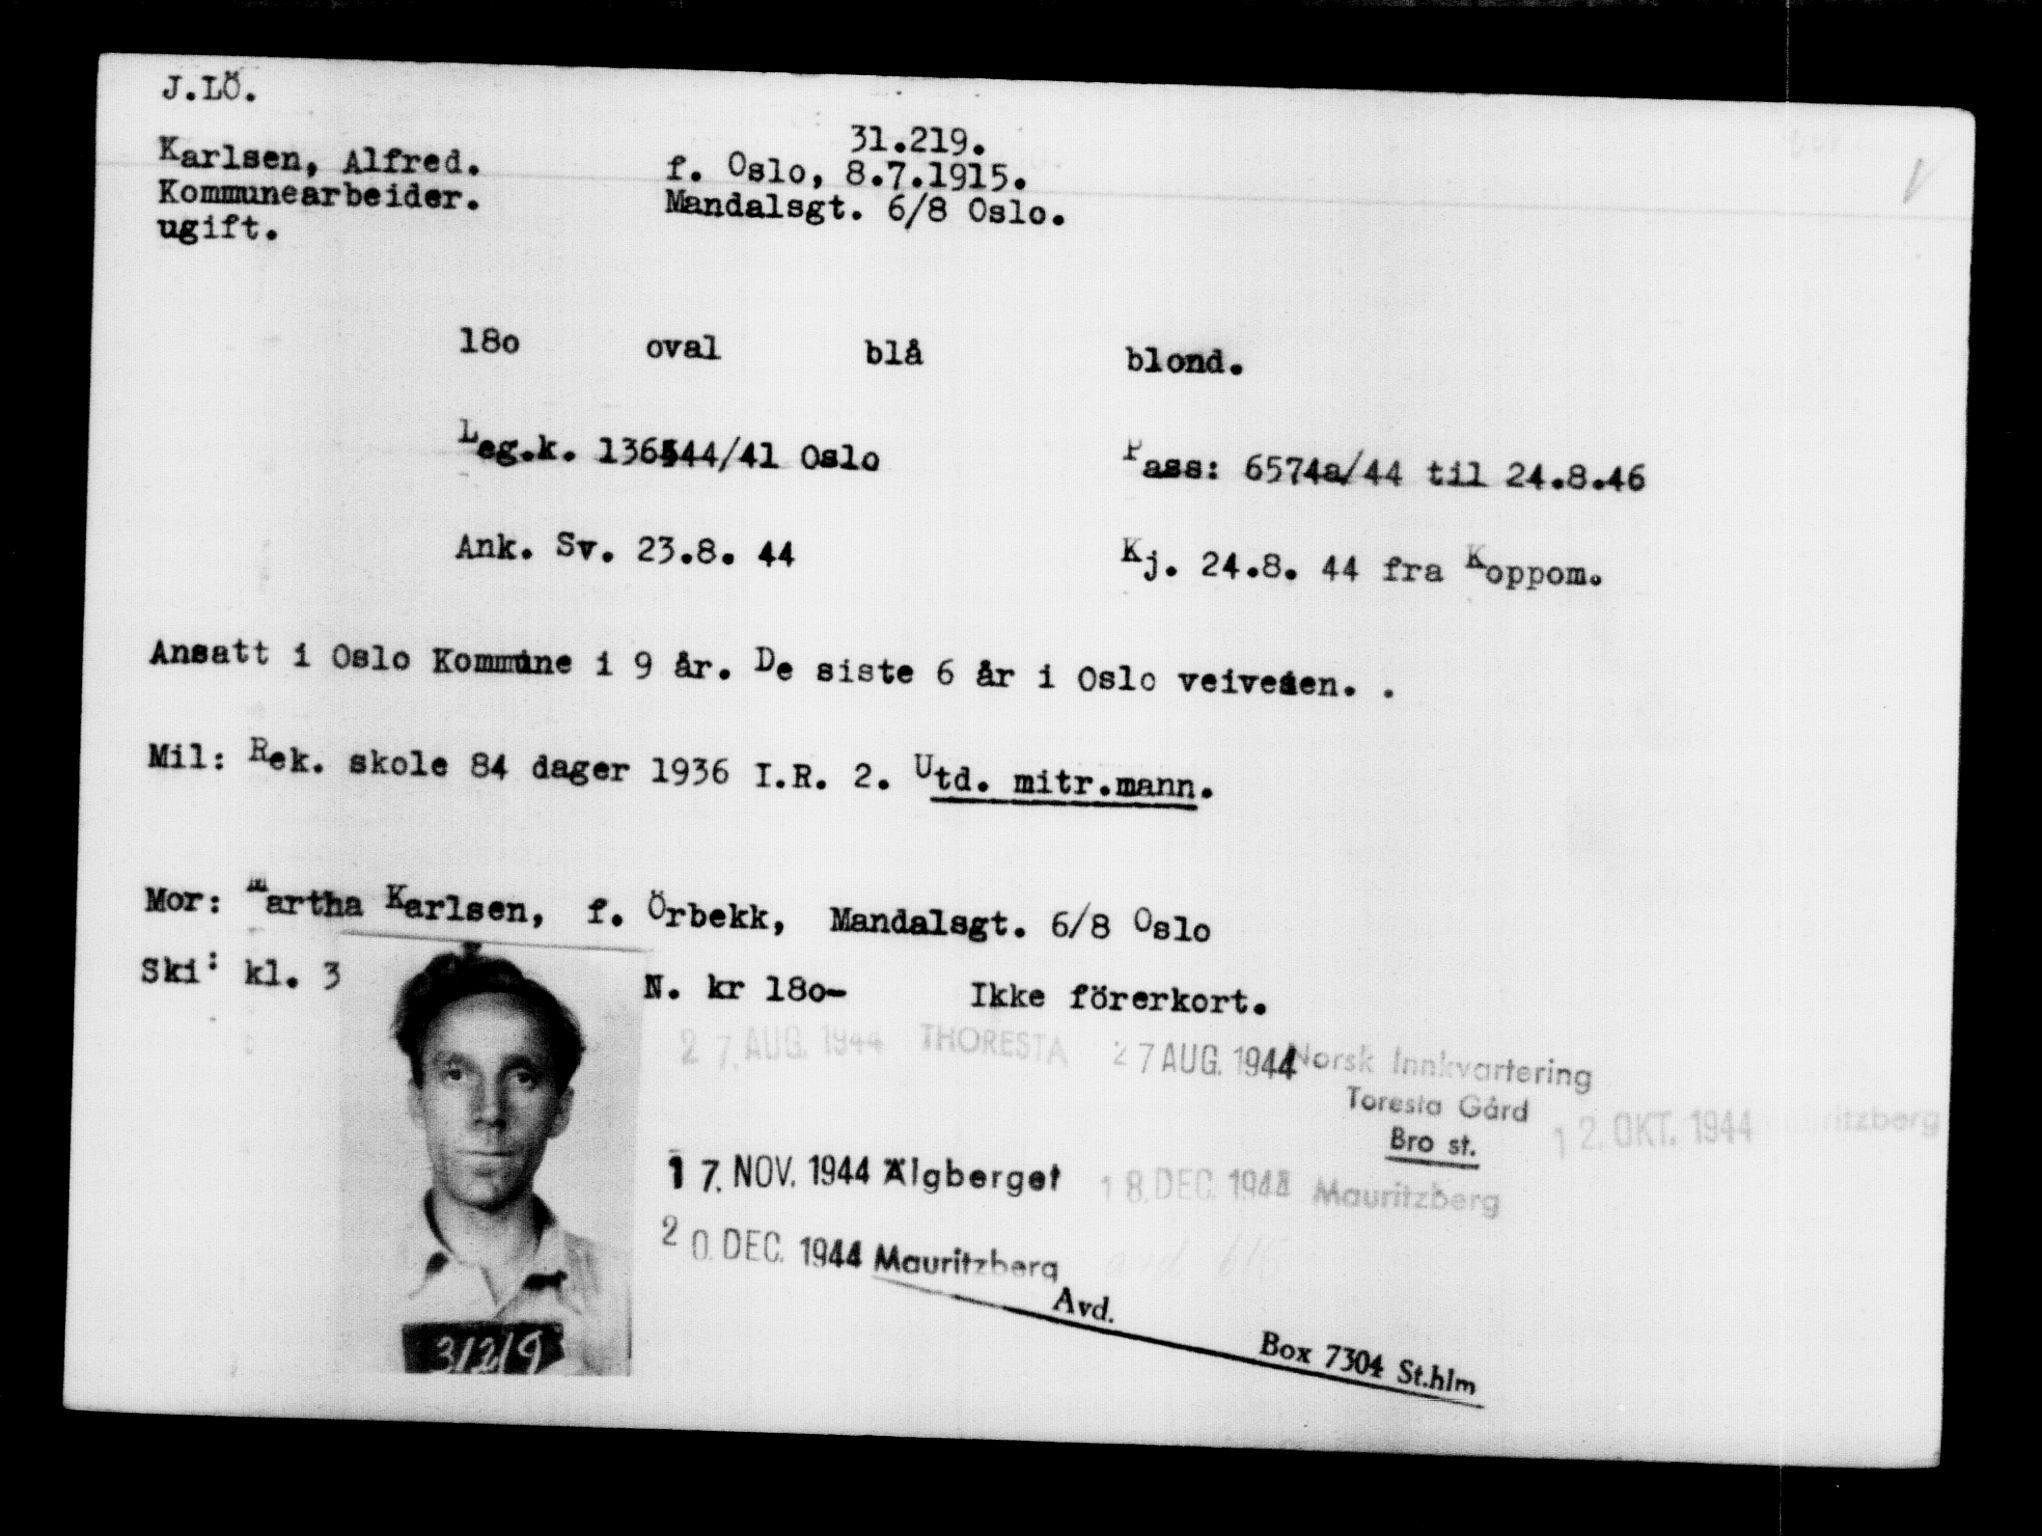 J.LÖ.
31.219.
Karlsen, Alfred. f. Oslo, 8.7.1915.
Kommunearbeider. Mandalsgt. 6/8 Oslo.
ugift.
18o oval blå blond.
Leg.k. 136544/41 Oslo Pass: 6574a/44 til 24.8.46
Ank. Sv. 23.8. 44 Kj. 24.8. 44 fra Koppom.
Ansatt i Oslo Kommune i 9 år. De siste 6 år i Oslo veivesen. .
Mil: Rek. skole 84 dager 1936 I.R. 2. Utd. mitr.mann.
Mor: Martha Karlsen, f. Örbekk, Mandalsgt. 6/8 Oslo
Ski: kl. 3 N. kr 18o- Ikke förerkort.
27. AUG. 1944 THORESTA 27 AUG. 1944 Norsk Innkvartering
Toresta Gård
Bro st.
12. OKT. 1944 Mauritzberg
17. NOV. 1944 Älgberget 18. DEC. 1944 Mauritzberg
20. DEC. 1944 Mauritzberg
Avd.
Box 7304 St.hlm
31219